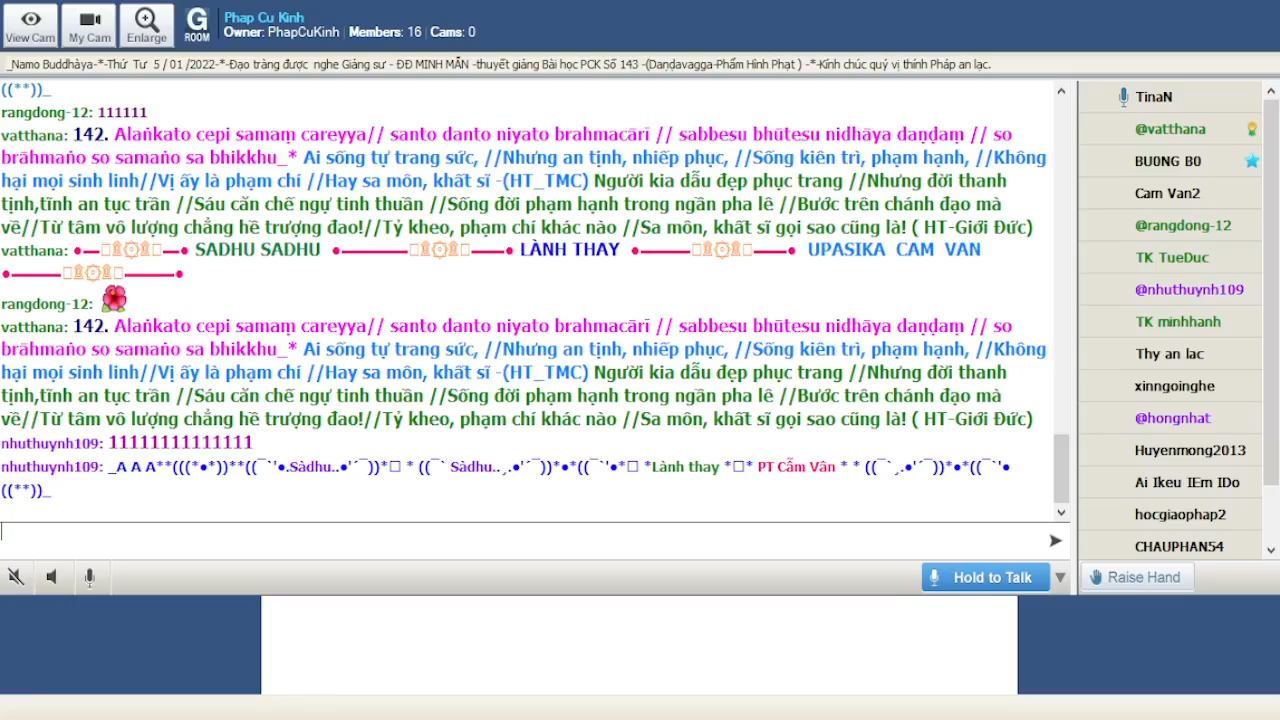 View Cam
My Cam
Enlarge
G
ROOM
Phap Cu Kinh
Owner: PhapCuKinh | Members: 16 | Cams: 0
_Namo Buddhàya-*-Thứ Tư 5 / 01 /2022-*-Đạo tràng được nghe Giảng sư - ĐĐ MINH MẪN -thuyết giảng Bài học PCK Số 143 -(Daṇḍavagga-Phẩm Hình Phạt ) -*-Kính chúc quý vị thính Pháp an lạc.
((**))_
rangdong-12: 111111
vatthana: 142. Alaṅkato cepi samaṃ careyya// santo danto niyato brahmacārī // sabbesu bhūtesu nidhāya daṇḍaṃ // so
brāhmaṅo so samaṅo sa bhikkhu_* Ai sống tự trang sức, //Nhưng an tịnh, nhiếp phục, //Sống kiên trì, phạm hạnh, //Không
hại mọi sinh linh//Vị ấy là phạm chí //Hay sa môn, khất sĩ -(HT_TMC) Người kia dẫu đẹp phục trang //Nhưng đời thanh
tịnh,tĩnh an tục trần //Sáu căn chế ngự tinh thuần //Sống đời phạm hạnh trong ngần pha lê //Bước trên chánh đạo mà
về//Từ tâm vô lượng chẳng hề trượng đao!//Tỷ kheo, phạm chí khác nào //Sa môn, khất sĩ gọi sao cũng là! ( HT-Giới Đức)
vatthana: ●▬۩۞۩▬● SADHU SADHU ●▬▬▬۩۞۩▬▬● LÀNH THAY ●▬▬▬۩۞۩▬▬● UPASIKA CAM VAN
●▬▬▬۩۞۩▬▬●
rangdong-12:
vatthana: 142. Alaṅkato cepi samaṃ careyya// santo danto niyato brahmacārī // sabbesu bhūtesu nidhāya daṇḍaṃ // so
brāhmaṅo so samaṅo sa bhikkhu_* Ai sống tự trang sức, //Nhưng an tịnh, nhiếp phục, //Sống kiên trì, phạm hạnh, //Không
hại mọi sinh linh//Vị ấy là phạm chí //Hay sa môn, khất sĩ -(HT_TMC) Người kia dẫu đẹp phục trang //Nhưng đời thanh
tịnh,tĩnh an tục trần //Sáu căn chế ngự tinh thuần //Sống đời phạm hạnh trong ngần pha lê //Bước trên chánh đạo mà
về//Từ tâm vô lượng chẳng hề trượng đao!//Tỷ kheo, phạm chí khác nào //Sa môn, khất sĩ gọi sao cũng là! ( HT-Giới Đức)
nhuthuynh109: 11111111111111
nhuthuynh109: _A A A**(((*●*))**((¯`'●.Sàdhu..●'´¯))*□ * ((¯` Sàdhu..¸.●'´¯))*●*((¯`'●*□ *Lành thay *□* PT Cẩm Vân * * ((¯`¸.●'´¯))*●*((¯`'●
((**))_
TinaN
@vatthana
BU0NG B0
Cam Van2
@rangdong-12
TK TueDuc
@nhuthuynh109
TK minhhanh
Thy an lac
xinngoinghe
@hongnhat
Huyenmong2013
Ai Ikeu IEm IDo
hocgiaophap2
CHAUPHAN54
Hold to Talk
Raise Hand